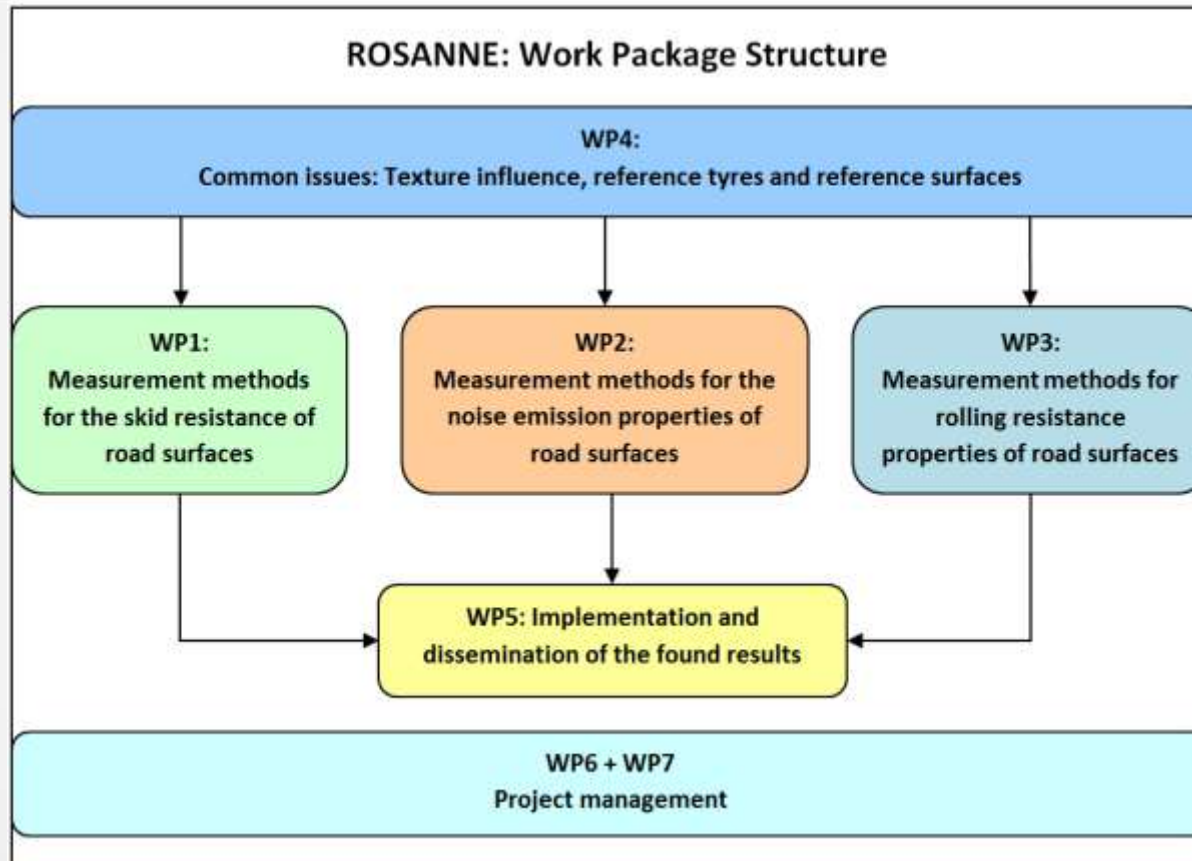 ROSANNE: Work Package Structure
WP4:
Common issues: Texture influence, reference tyres and reference surfaces
WP1:
Measurement methods
for the skid resistance of
road surfaces
WP2:
Measurement methods for the
noise emission properties of
road surfaces
WP3:
Measurement methods for
rolling resistance
properties of road surfaces
WP5: Implementation and
dissemination of the found results
WP6 + WP7
Project management